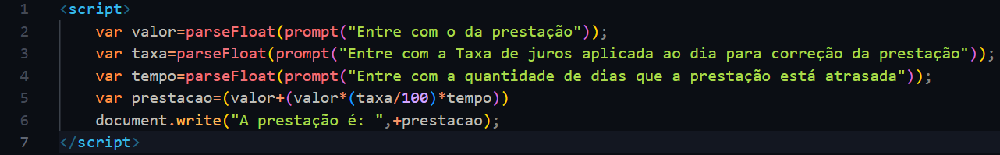 1 <script>
2 var valor=parseFloat(prompt("Entre com o da prestação"));
3 var taxa=parseFloat(prompt("Entre com a Taxa de juros aplicada ao dia para correção da prestação"));
4 var tempo=parseFloat(prompt("Entre com a quantidade de dias que a prestação está atrasada"));
5 var prestacao=(valor+(valor*(taxa/100)*tempo))
6 document.write("A prestação é: ",+prestacao);
7 </script>